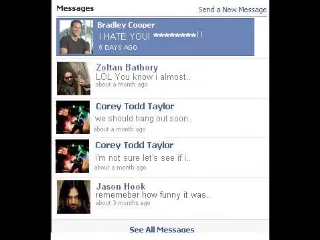 Messages
Send a New Message
Bradley Cooper
I HATE YOU! *********!!
6 DAYS AGO
Zoltan Bathory
LOL You know i almost..
about a month ago
Corey Todd Taylor
we should hang out soon..
about a month ago
Corey Todd Taylor
i'm not sure let's see if i..
about a month ago
Jason Hook
rememeber how funny it was..
about 3 months ago
See All Messages